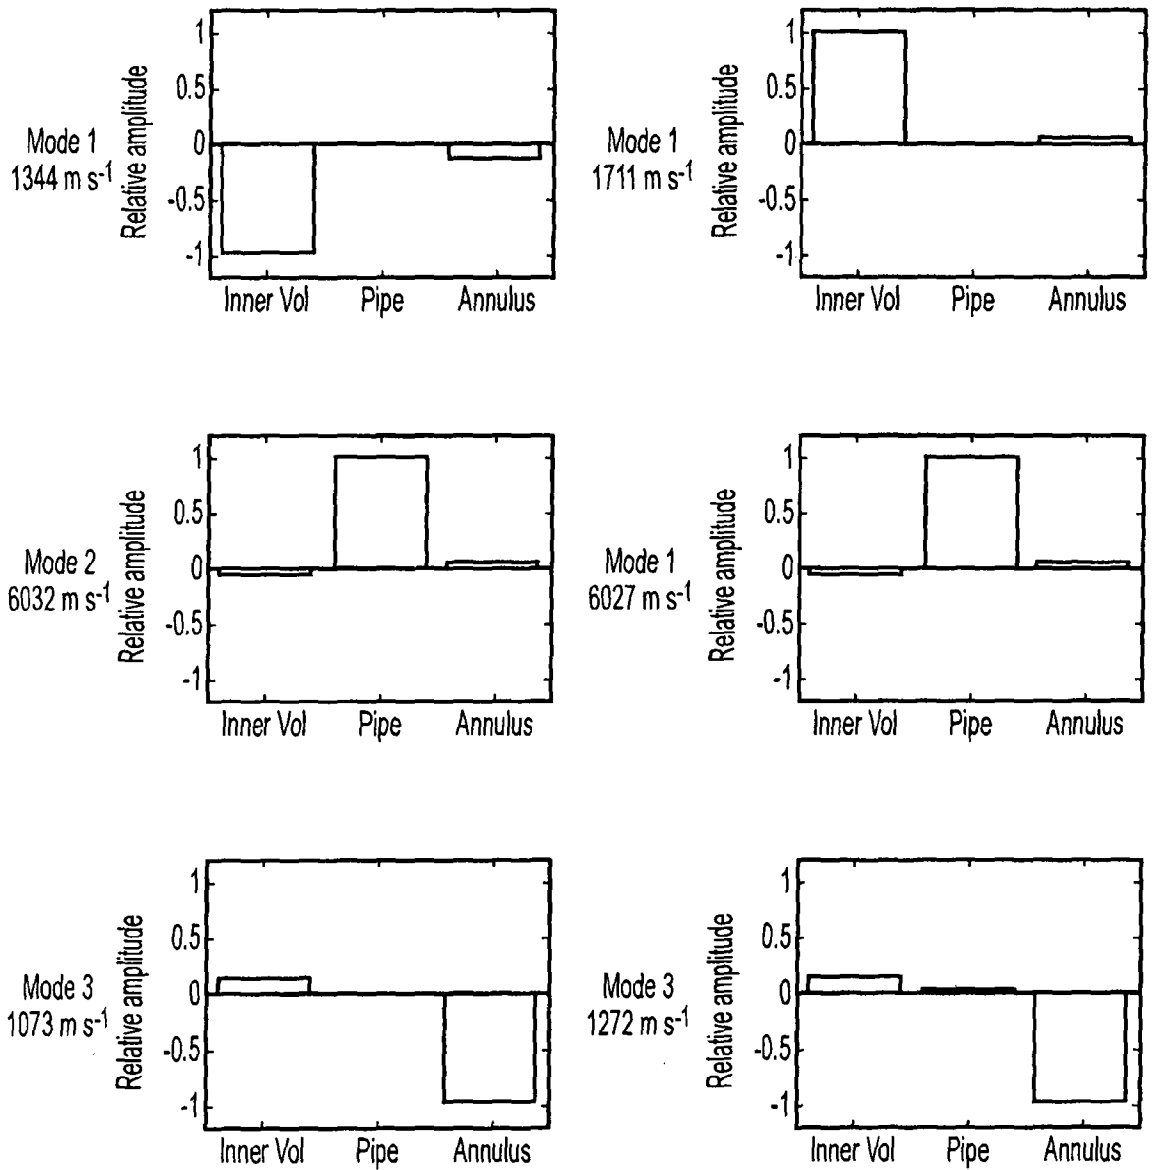 Mode 1
1344 m s-1
Relative amplitude
1
0.5
0
-0.5
-1
Inner Vol Pipe Annulus
Mode 1
1711 m s-1
Relative amplitude
1
0.5
0
-0.5
-1
Inner Vol Pipe Annulus
Mode 2
6032 m s-1
Relative amplitude
1
0.5
0
-0.5
-1
Inner Vol Pipe Annulus
Mode 1
6027 m s-1
Relative amplitude
1
0.5
0
-0.5
-1
Inner Vol Pipe Annulus
Mode 3
1073 m s-1
Relative amplitude
1
0.5
0
-0.5
-1
Inner Vol Pipe Annulus
Mode 3
1272 m s-1
Relative amplitude
1
0.5
0
-0.5
-1
Inner Vol Pipe Annulus